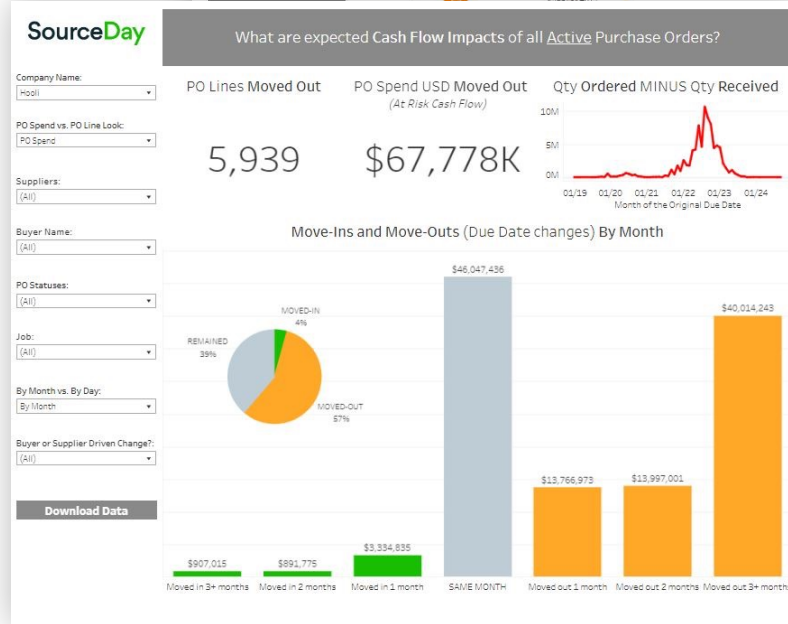 SourceDay
What are expected Cash Flow Impacts of all Active Purchase Orders?
Company Name:
Hooli
PO Spend vs. PO Line Look:
PO Spend
Suppliers:
(All)
Buyer Name:
(All)
PO Statuses:
(All)
Job:
(All)
By Month vs. By Day:
By Month
Buyer or Supplier Driven Change?:
(All)
Download Data
PO Lines Moved Out
5,939
PO Spend USD Moved Out
(At Risk Cash Flow)
$67,778K
Qty Ordered MINUS Qty Received
10M
5M
0M
01/19 01/20 01/21 01/22 01/23 01/24
Month of the Original Due Date
Move-Ins and Move-Outs (Due Date changes) By Month
MOVED-IN
4%
REMAINED
39%
MOVED-OUT
57%
$907,015
$891,775
$3,334,835
$46,047,436
$13,766,973
$13,997,001
$40,014,243
Moved in 3+ months Moved in 2 months Moved in 1 month SAME MONTH Moved out 1 month Moved out 2 months Moved out 3+ months